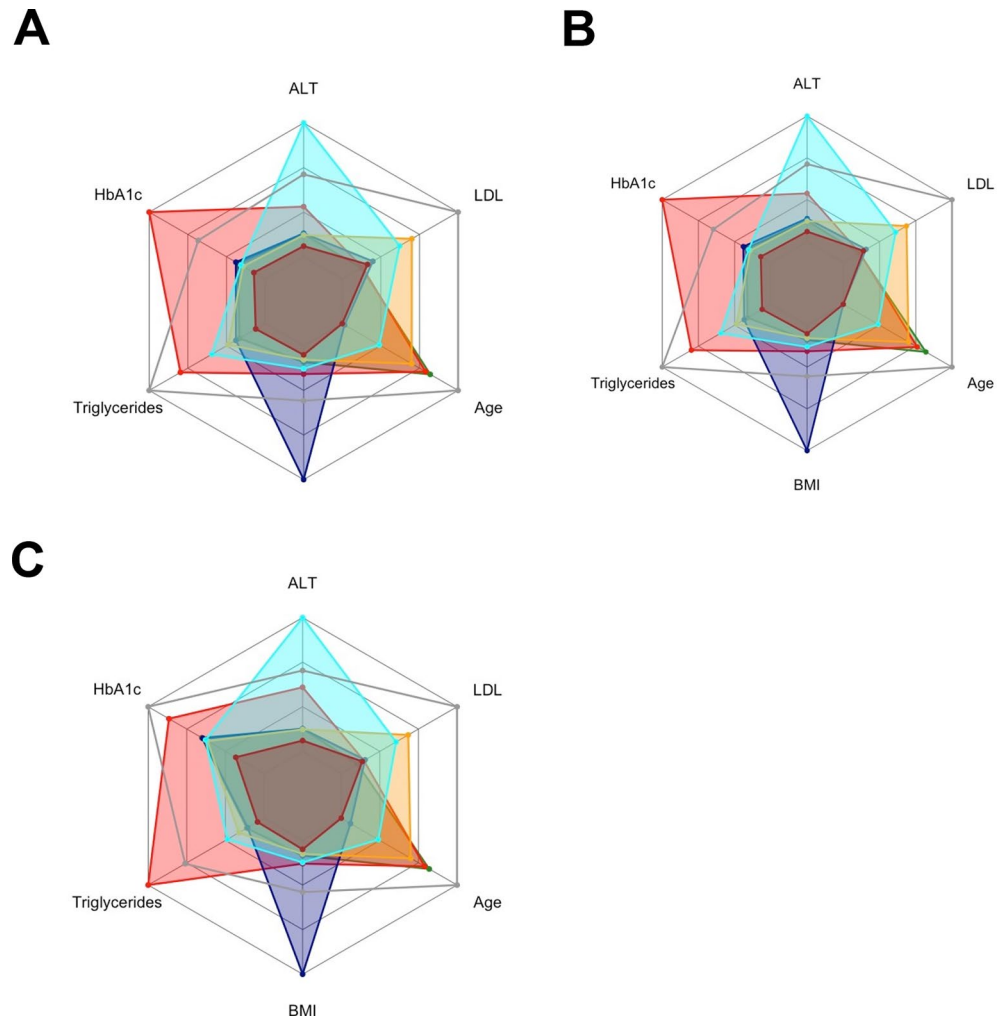 A
B
ALT
ALT
HbA1c
LDL
HbA1c
LDL
Triglycerides
Age
Triglycerides
Age
BMI
C
ALT
HbA1c
LDL
Triglycerides
Age
BMI